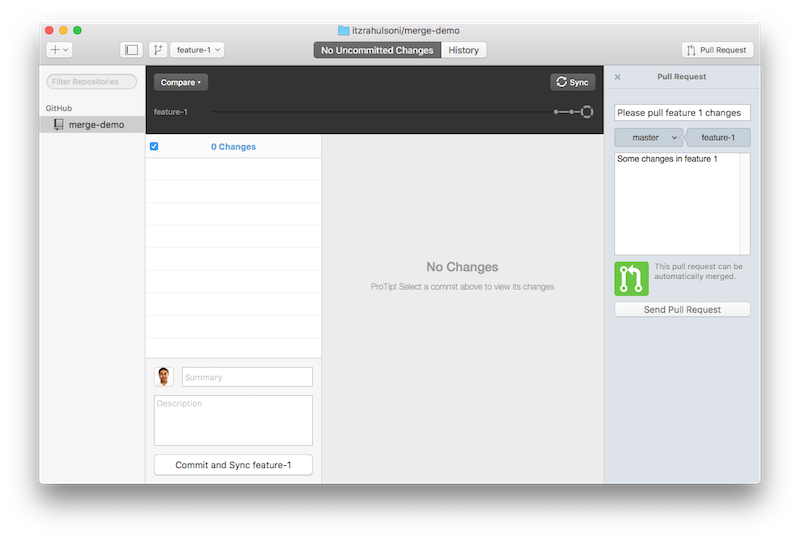 itzrahulsoni/merge-demo
feature-1
No Uncommitted Changes
History
Pull Request
Filter Repositories
GitHub
merge-demo
Compare
Sync
feature-1
0 Changes
No Changes
ProTip! Select a commit above to view its changes
Summary
Description
Commit and Sync feature-1
Pull Request
Please pull feature 1 changes
master
feature-1
Some changes in feature 1
This pull request can be
automatically merged.
Send Pull Request